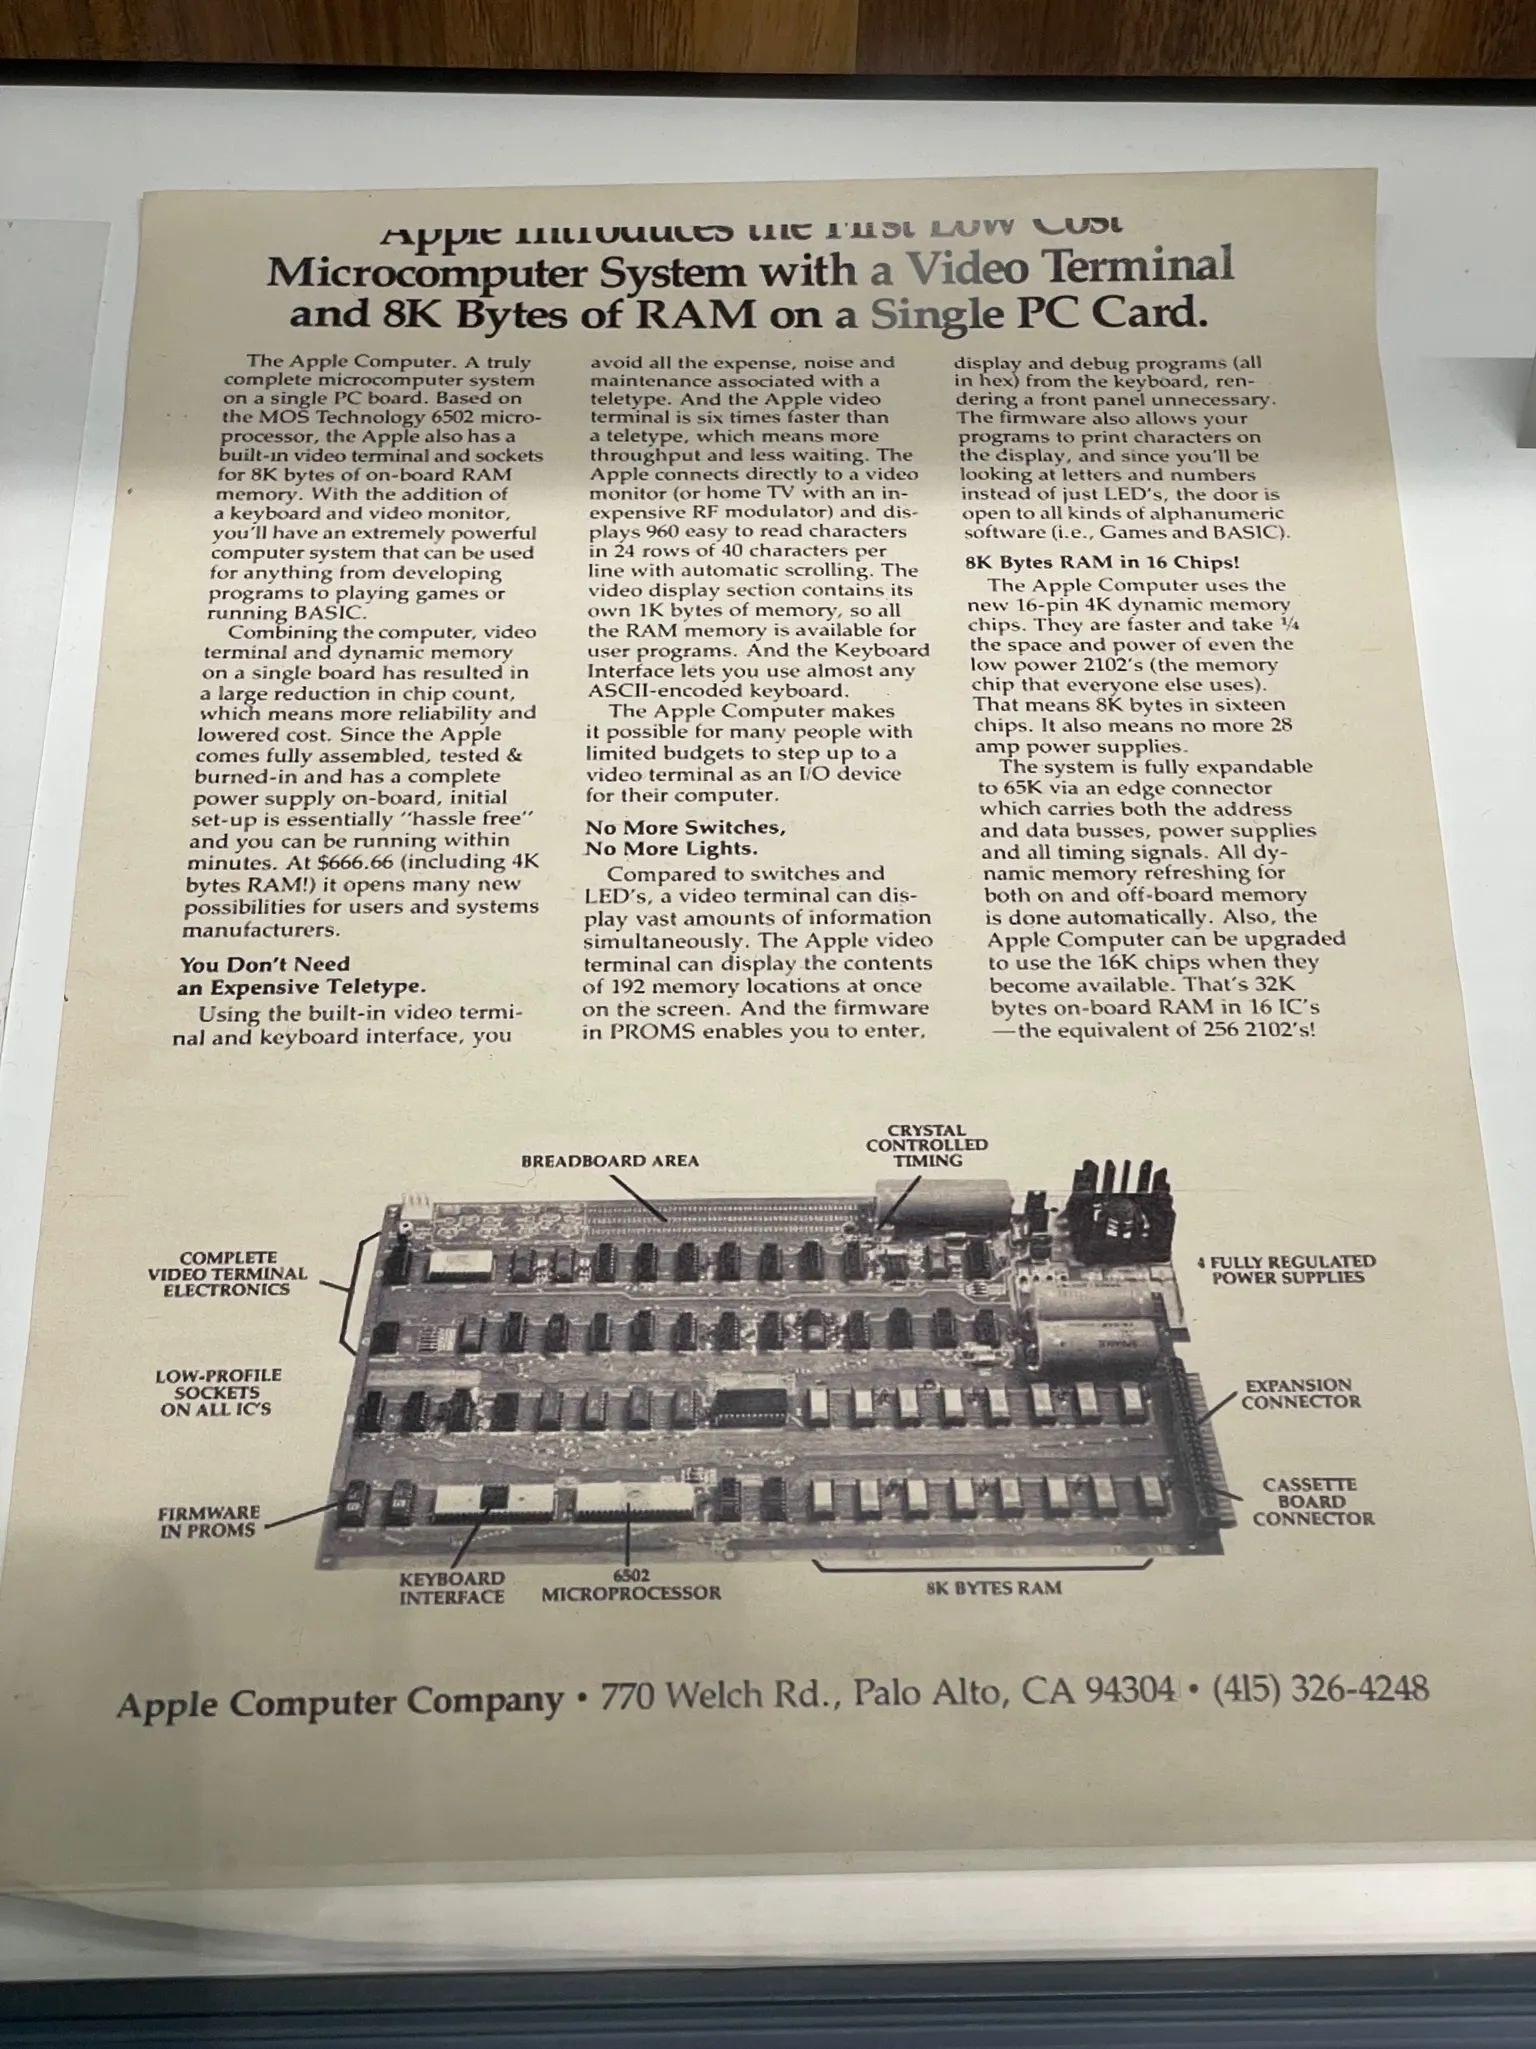 Apple Introduces the First Low Cost
Microcomputer System with a Video Terminal
and 8K Bytes of RAM on a Single PC Card.
The Apple Computer. A truly
complete microcomputer system
on a single PC board. Based on
the MOS Technology 6502 micro-
processor, the Apple also has a
built-in video terminal and sockets
for 8K bytes of on-board RAM
memory. With the addition of
a keyboard and video monitor,
you'll have an extremely powerful
computer system that can be used
for anything from developing
programs to playing games or
running BASIC.
Combining the computer, video
terminal and dynamic memory
on a single board has resulted in
a large reduction in chip count,
which means more reliability and
lowered cost. Since the Apple
comes fully assembled, tested &
burned-in and has a complete
power supply on-board, initial
set-up is essentially "hassle free"
and you can be running within
minutes. At $666.66 (including 4K
bytes RAM!) it opens many new
possibilities for users and systems
manufacturers.
You Don't Need
an Expensive Teletype.
Using the built-in video termi-
nal and keyboard interface, you
avoid all the expense, noise and
maintenance associated with a
teletype. And the Apple video
terminal is six times faster than
a teletype, which means more
throughput and less waiting. The
Apple connects directly to a video
monitor (or home TV with an in-
expensive RF modulator) and dis-
plays 960 easy to read characters
in 24 rows of 40 characters per
line with automatic scrolling. The
video display section contains its
own 1K bytes of memory, so all
the RAM memory is available for
user programs. And the Keyboard
Interface lets you use almost any
ASCII-encoded keyboard.
The Apple Computer makes
it possible for many people with
limited budgets to step up to a
video terminal as an I/O device
for their computer.
No More Switches,
No More Lights.
Compared to switches and
LED's, a video terminal can dis-
play vast amounts of information
simultaneously. The Apple video
terminal can display the contents
of 192 memory locations at once
on the screen. And the firmware
in PROMS enables you to enter,
display and debug programs (all
in hex) from the keyboard, ren-
dering a front panel unnecessary.
The firmware also allows your
programs to print characters on
the display, and since you'll be
looking at letters and numbers
instead of just LED's, the door is
open to all kinds of alphanumeric
software (i.e., Games and BASIC).
8K Bytes RAM in 16 Chips!
The Apple Computer uses the
new 16-pin 4K dynamic memory
chips. They are faster and take ¼
the space and power of even the
low power 2102's (the memory
chip that everyone else uses).
That means 8K bytes in sixteen
chips. It also means no more 28
amp power supplies.
The system is fully expandable
to 65K via an edge connector
which carries both the address
and data busses, power supplies
and all timing signals. All dy-
namic memory refreshing for
both on and off-board memory
is done automatically. Also, the
Apple Computer can be upgraded
to use the 16K chips when they
become available. That's 32K
bytes on-board RAM in 16 IC's
—the equivalent of 256 2102's!
CRYSTAL
CONTROLLED
TIMING
BREADBOARD AREA
COMPLETE
VIDEO TERMINAL
ELECTRONICS
4 FULLY REGULATED
POWER SUPPLIES
LOW-PROFILE
SOCKETS
ON ALL IC'S
EXPANSION
CONNECTOR
FIRMWARE
IN PROMS
CASSETTE
BOARD
CONNECTOR
KEYBOARD
INTERFACE
6502
MICROPROCESSOR
8K BYTES RAM
Apple Computer Company • 770 Welch Rd., Palo Alto, CA 94304 • (415) 326-4248